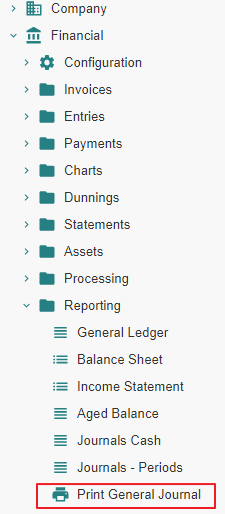 Company
Financial
Configuration
Invoices
Entries
Payments
Charts
Dunnings
Statements
Assets
Processing
Reporting
General Ledger
Balance Sheet
Income Statement
Aged Balance
Journals Cash
Journals - Periods
Print General Journal